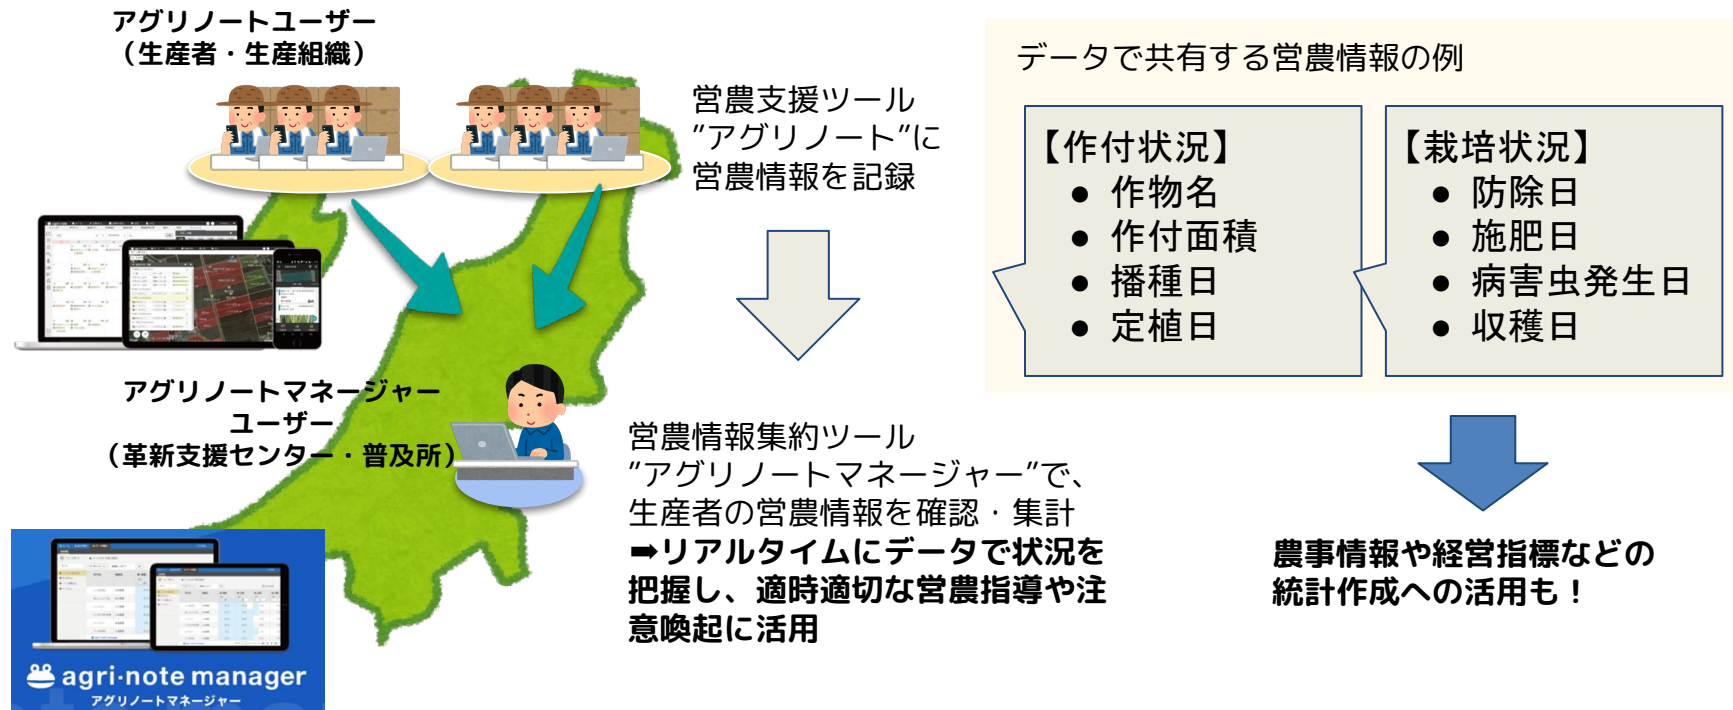 アグリノートユーザー
（生産者・生産組織）
営農支援ツール
”アグリノート”に
営農情報を記録
アグリノートマネージャー
ユーザー
（革新支援センター・普及所）
営農情報集約ツール
”アグリノートマネージャー”で、
生産者の営農情報を確認・集計
➡リアルタイムにデータで状況を
把握し、適時適切な営農指導や注
意喚起に活用
agri-note manager
アグリノートマネージャー
データで共有する営農情報の例
【作付状況】
● 作物名
● 作付面積
● 播種日
● 定植日
【栽培状況】
● 防除日
● 施肥日
● 病害虫発生日
● 収穫日
農事情報や経営指標などの
統計作成への活用も！